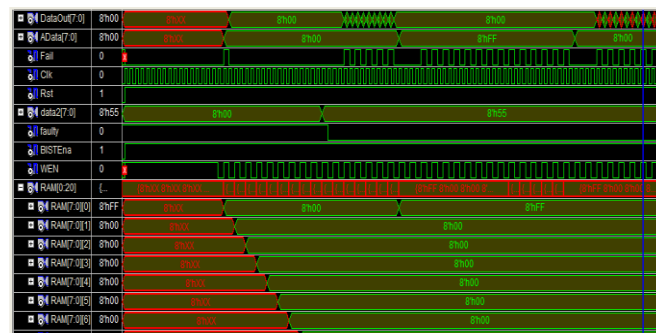 DataOut[7:0] 8'h00 8'hXX 8'h00 8'h00
AData[7:0] 8'h00 8'hXX 8'h00 8'hFF 8'h00
Fail 0
Clk 0
Rst 1
data2[7:0] 8'h55 8'h00 8'h55
faulty 0
BISTEna 1
WEN 0
RAM[0:20] {...
RAM[7:0][0] 8'hFF 8'hXX 8'h00 8'hFF
RAM[7:0][1] 8'h00 8'hXX 8'h00
RAM[7:0][2] 8'h00 8'hXX 8'h00
RAM[7:0][3] 8'h00 8'hXX 8'h00
RAM[7:0][4] 8'h00 8'hXX 8'h00
RAM[7:0][5] 8'h00 8'hXX 8'h00
RAM[7:0][6] 8'h00 8'hXX 8'h00